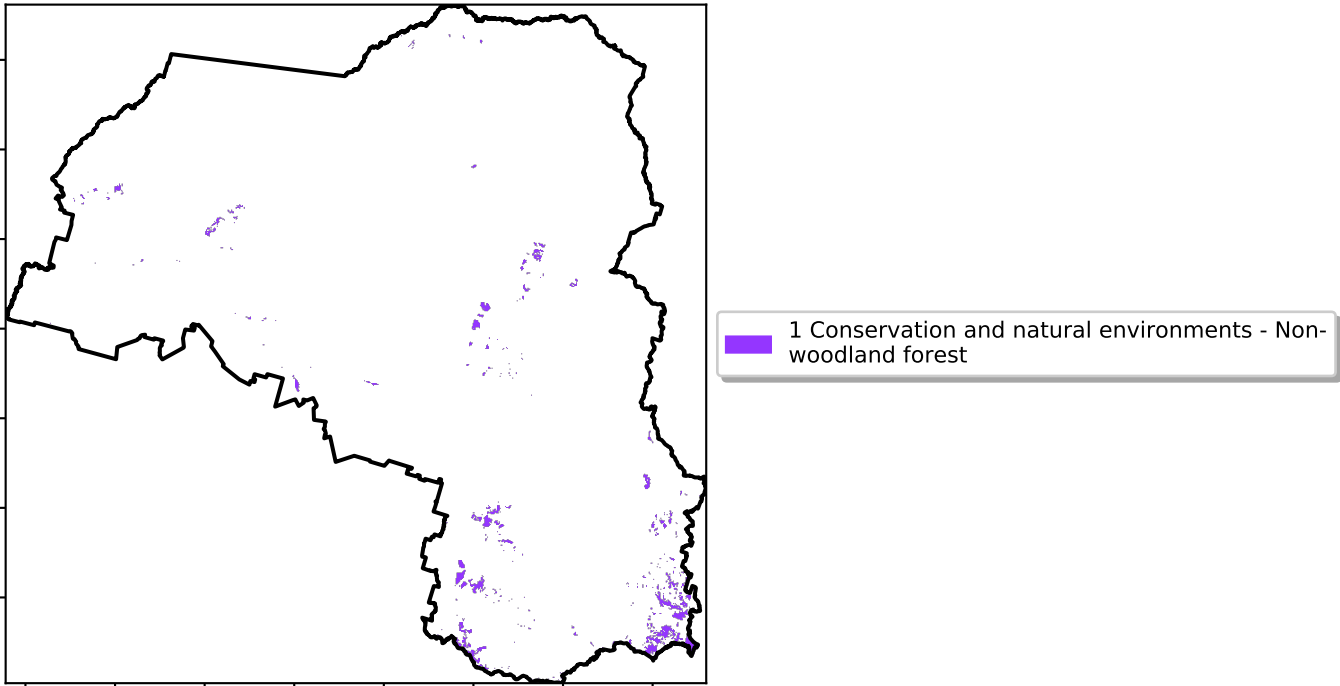 1 Conservation and natural environments - Non-
woodland forest